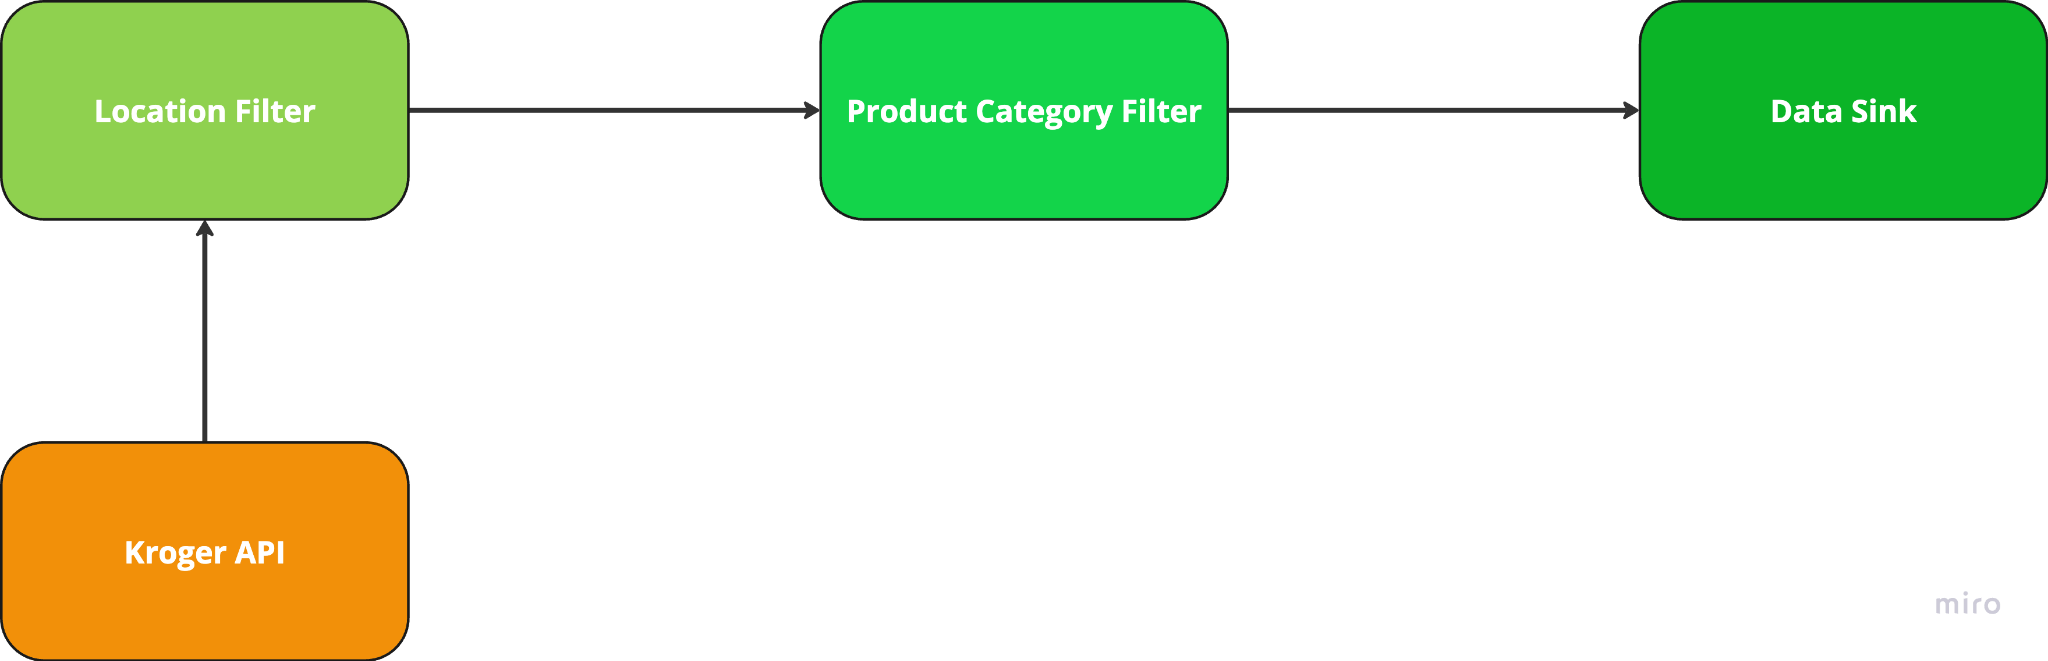 Location Filter
Product Category Filter
Data Sink
Kroger API
miro